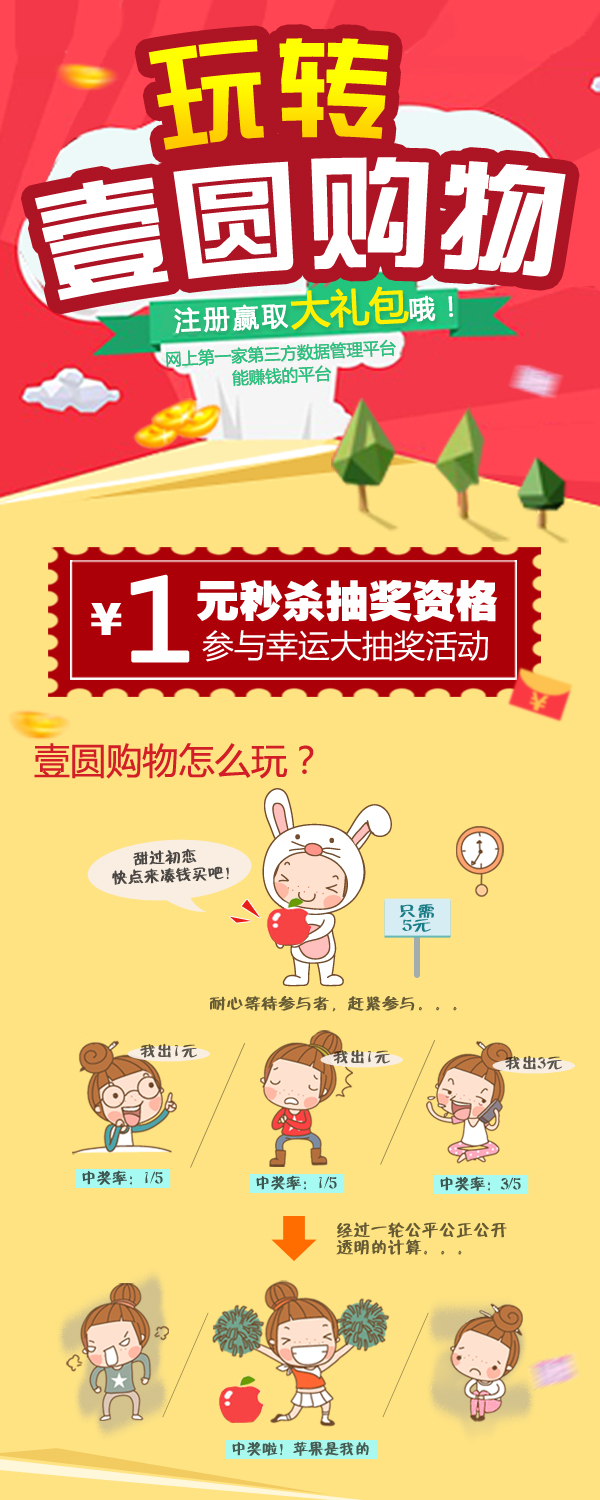 玩转
壹圆购物
注册赢取大礼包哦！
网上第一家第三方数据管理平台
能赚钱的平台
¥1元秒杀抽奖资格
参与幸运大抽奖活动
壹圆购物怎么玩？
甜过初恋
快点来凑钱买吧！
只需
5元
耐心等待参与者，赶紧参与...
我出1元
我出1元
我出3元
中奖率：1/5
中奖率：1/5
中奖率：3/5
经过一轮公平公正公开
透明的计算...
中奖啦！苹果是我的